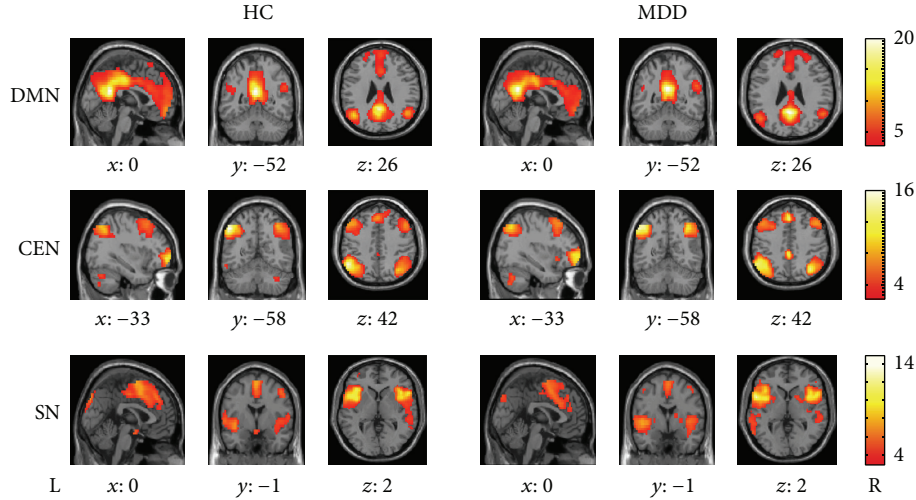 HC MDD
20
DMN
5
x: 0 y: −52 z: 26 x: 0 y: −52 z: 26
16
CEN
4
x: −33 y: −58 z: 42 x: −33 y: −58 z: 42
14
SN
4
L x: 0 y: −1 z: 2 x: 0 y: −1 z: 2 R